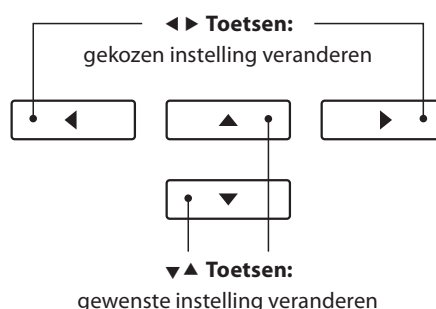 ◄► Toetsen:
gekozen instelling veranderen
◄
▲
►
▼
▼▲ Toetsen:
gewenste instelling veranderen